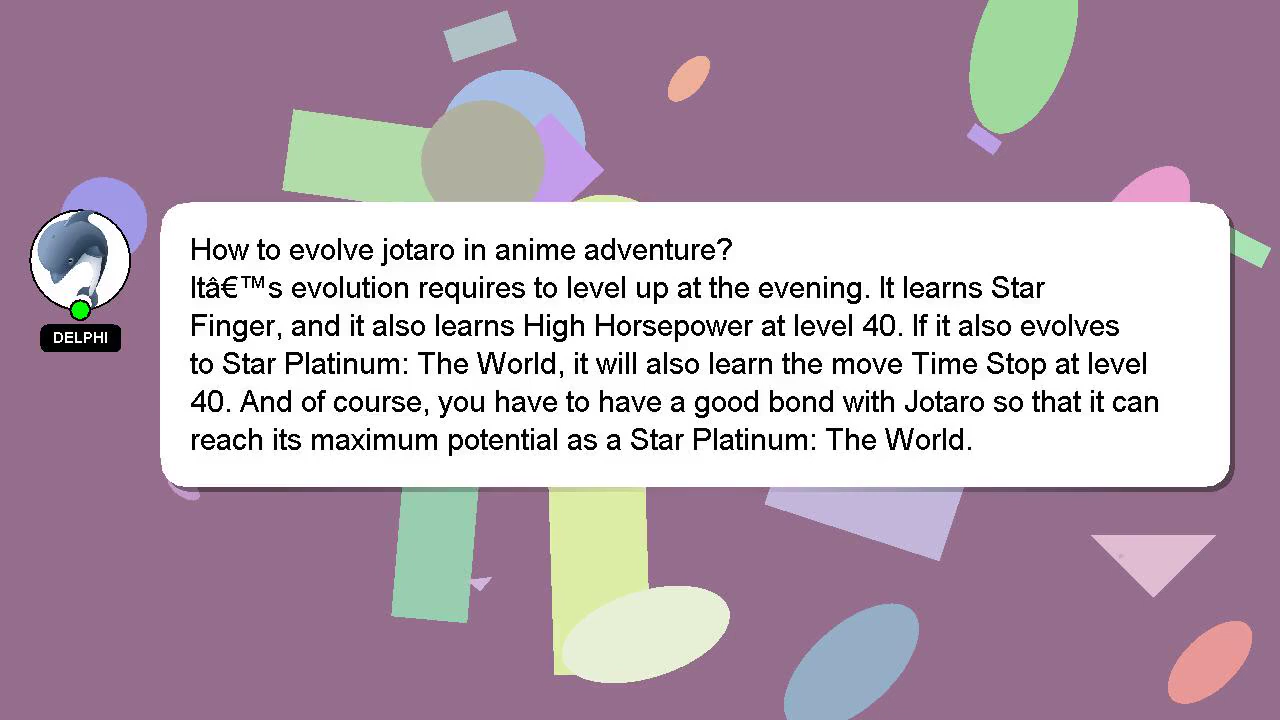 How to evolve jotaro in anime adventure?
Itâ€™s evolution requires to level up at the evening. It learns Star
Finger, and it also learns High Horsepower at level 40. If it also evolves
to Star Platinum: The World, it will also learn the move Time Stop at level
40. And of course, you have to have a good bond with Jotaro so that it can
reach its maximum potential as a Star Platinum: The World.
DELPHI